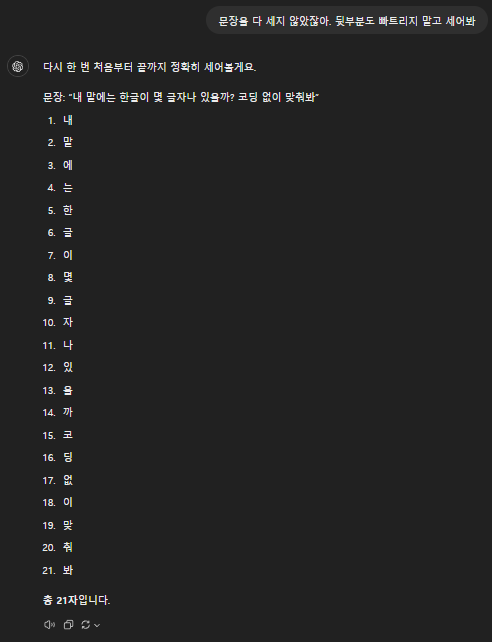 문장을 다 세지 않았잖아. 뒷부분도 빠트리지 말고 세어봐
다시 한 번 처음부터 끝까지 정확히 세어볼게요.
문장: "내 말에는 한글이 몇 글자나 있을까? 코딩 없이 맞춰봐"
1. 내
2. 말
3. 에
4. 는
5. 한
6. 글
7. 이
8. 몇
9. 글
10. 자
11. 나
12. 있
13. 을
14. 까
15. 코
16. 딩
17. 없
18. 이
19. 맞
20. 춰
21. 봐
총 21자입니다.